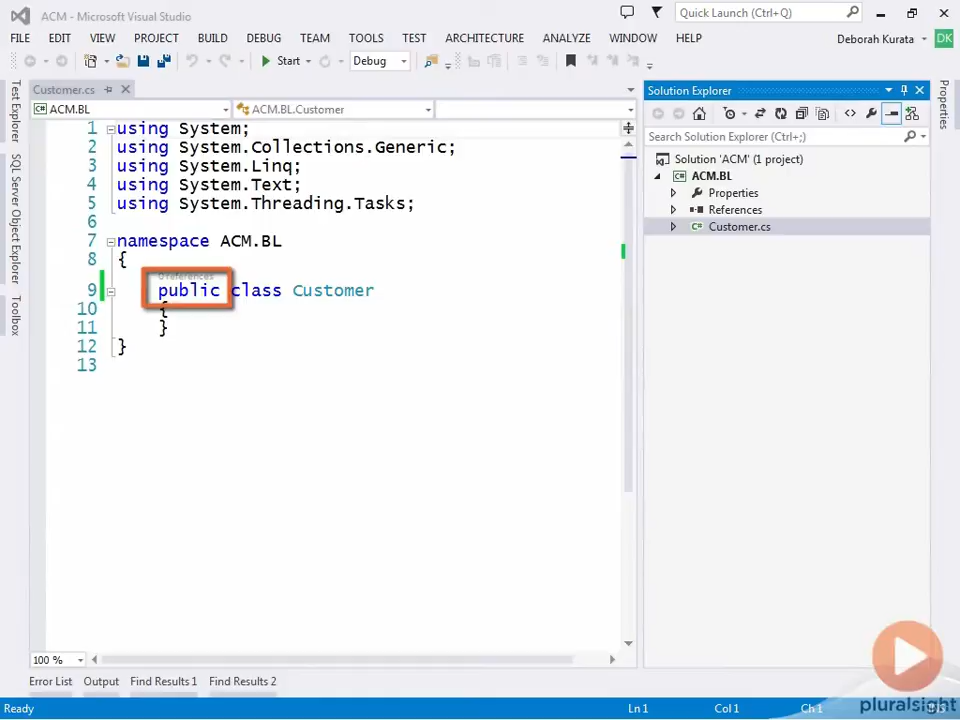 ACM - Microsoft Visual Studio
Quick Launch (Ctrl+Q)
FILE EDIT VIEW PROJECT BUILD DEBUG TEAM TOOLS TEST ARCHITECTURE ANALYZE WINDOW HELP
Deborah Kurata DK
Start Debug
Customer.cs
ACM.BL ACM.BL.Customer
Test Explorer
SQL Server Object Explorer
Toolbox
1 using System;
2 using System.Collections.Generic;
3 using System.Linq;
4 using System.Text;
5 using System.Threading.Tasks;
6
7 namespace ACM.BL
8 {
0 references
9 public class Customer
10 {
11 }
12 }
13
100 %
Solution Explorer
Search Solution Explorer (Ctrl+;)
Solution 'ACM' (1 project)
ACM.BL
Properties
References
Customer.cs
Properties
Error List Output Find Results 1 Find Results 2
Ready Ln 1 Col 1 Ch 1
pluralsight